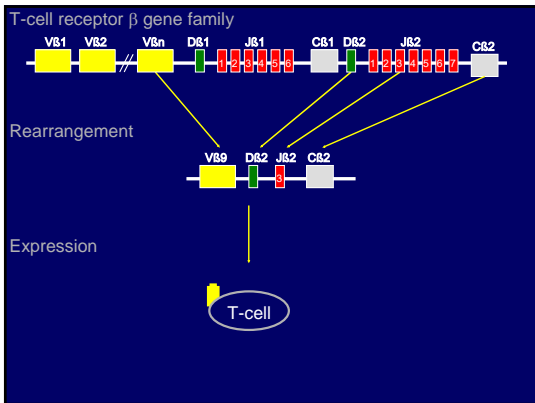 T-cell receptor β gene family
Vß1 Vß2 Vßn Dß1 Jß1 Cß1 Dß2 Jß2 Cß2
1 2 3 4 5 6 1 2 3 4 5 6 7
Rearrangement
Vß9 Dß2 Jß2 Cß2
3
Expression
T-cell